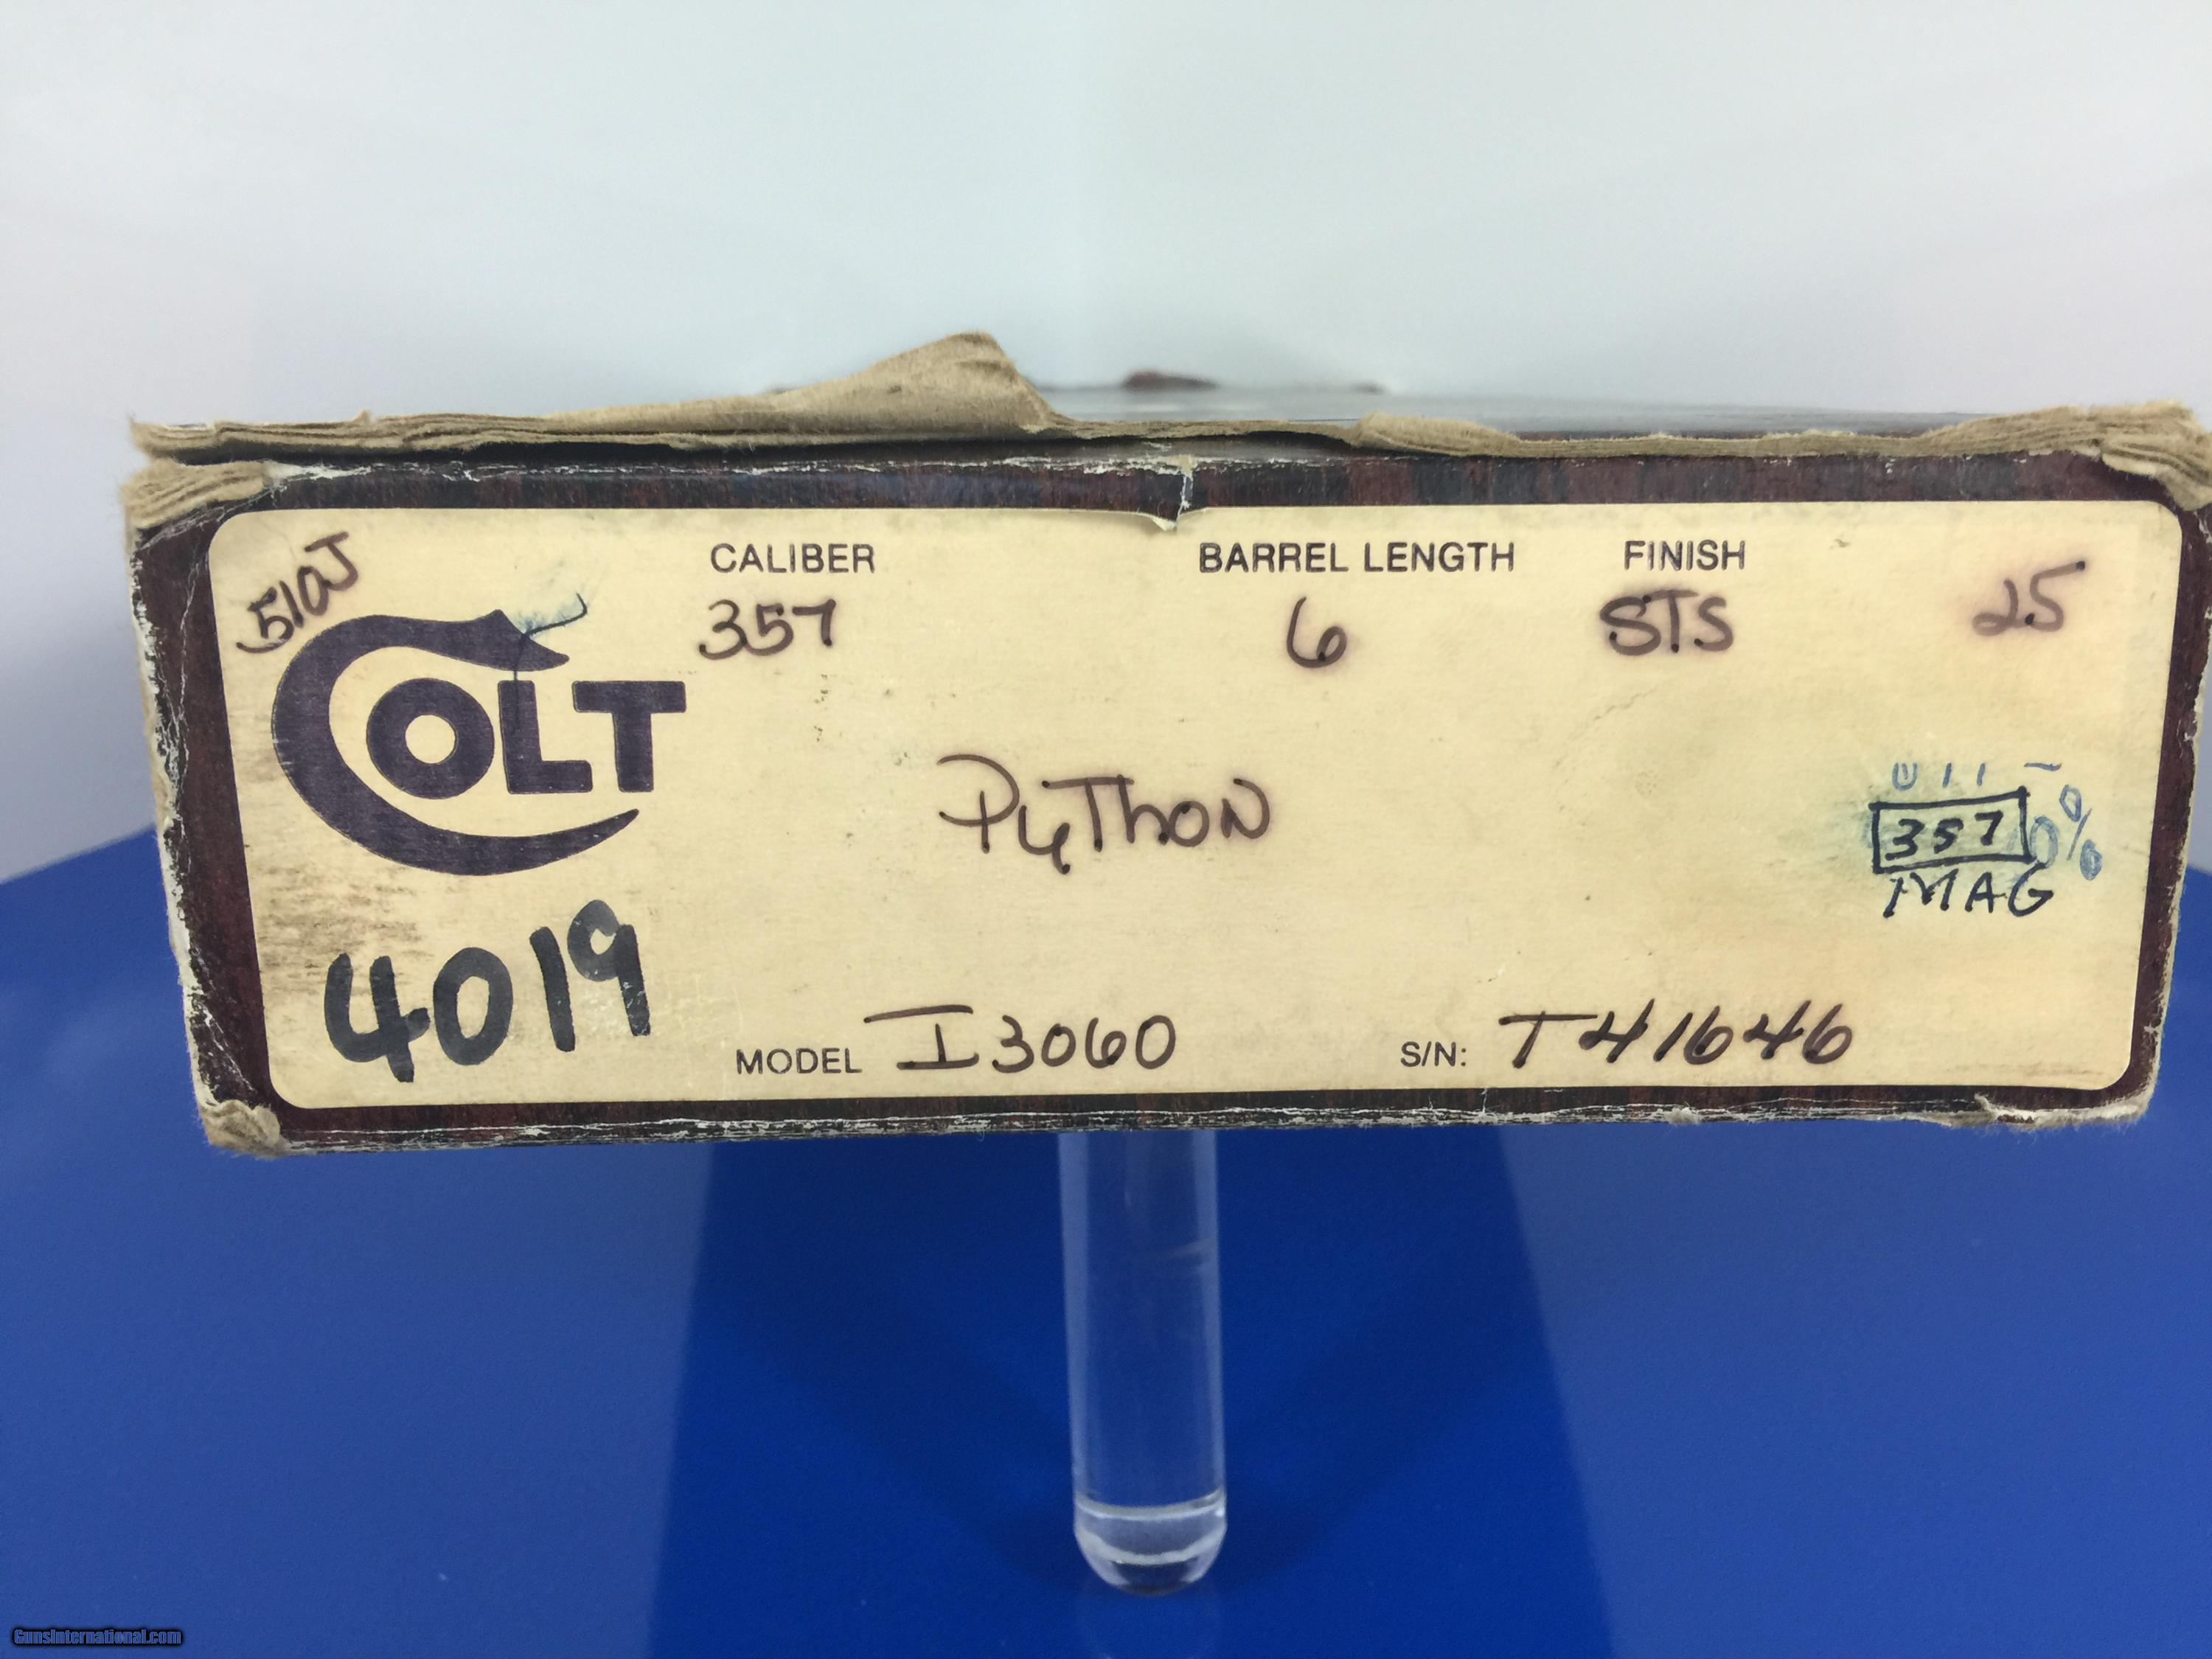 510J
CALIBER BARREL LENGTH FINISH
357 6 STS 25
COLT
PyThoN
357
MAG
4019
MODEL I3060 S/N: T41646
GunsInternational.com